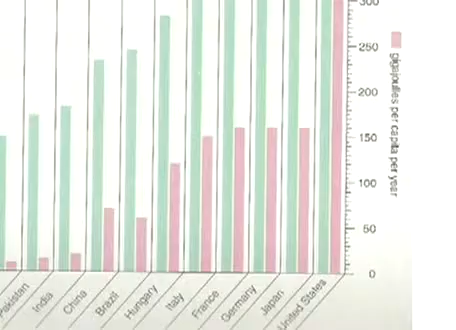 300
250
200
150
100
50
0
gigajoules per capita per year
Pakistan
India
China
Brazil
Hungary
Italy
France
Germany
Japan
United States